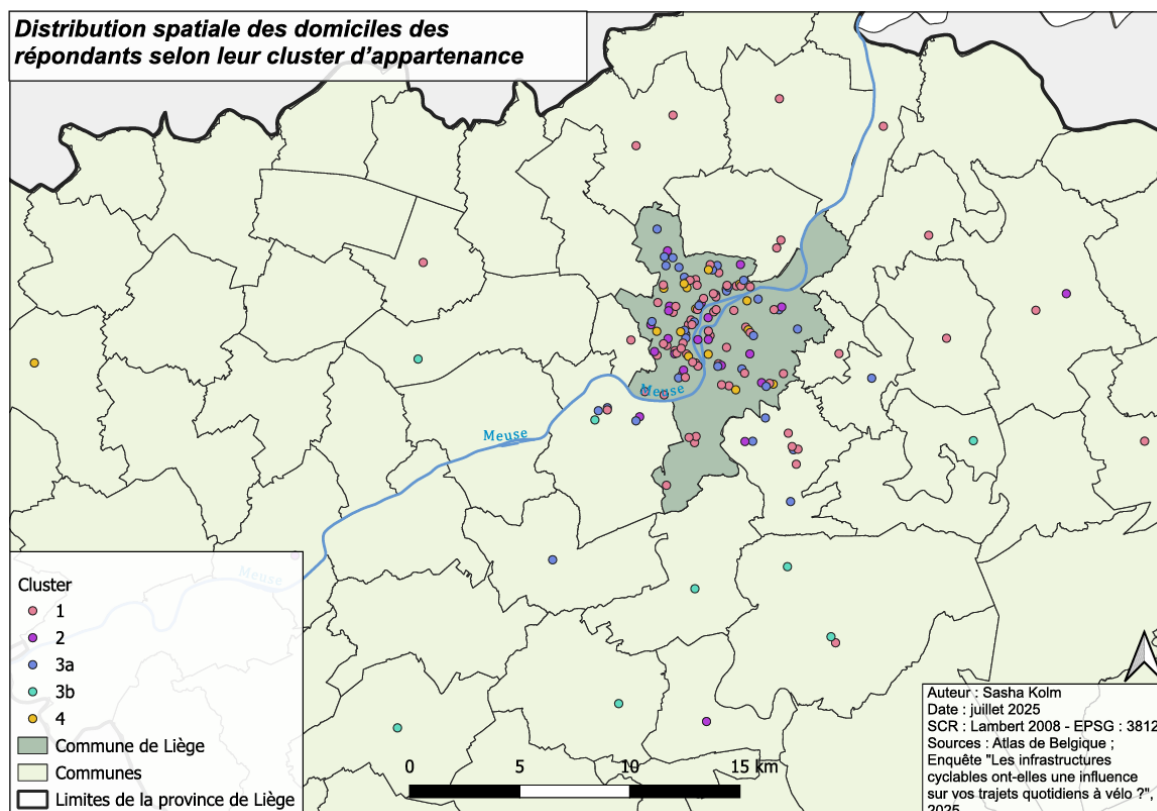 Distribution spatiale des domiciles des
répondants selon leur cluster d'appartenance
Meuse
Meuse
Meuse
Cluster
1
2
3a
3b
4
Commune de Liège
Communes
Limites de la province de Liège
0 5 10 15 km
Auteur : Sasha Kolm
Date : juillet 2025
SCR : Lambert 2008 - EPSG : 3812
Sources : Atlas de Belgique ;
Enquête "Les infrastructures
cyclables ont-elles une influence
sur vos trajets quotidiens à vélo ?",
2025